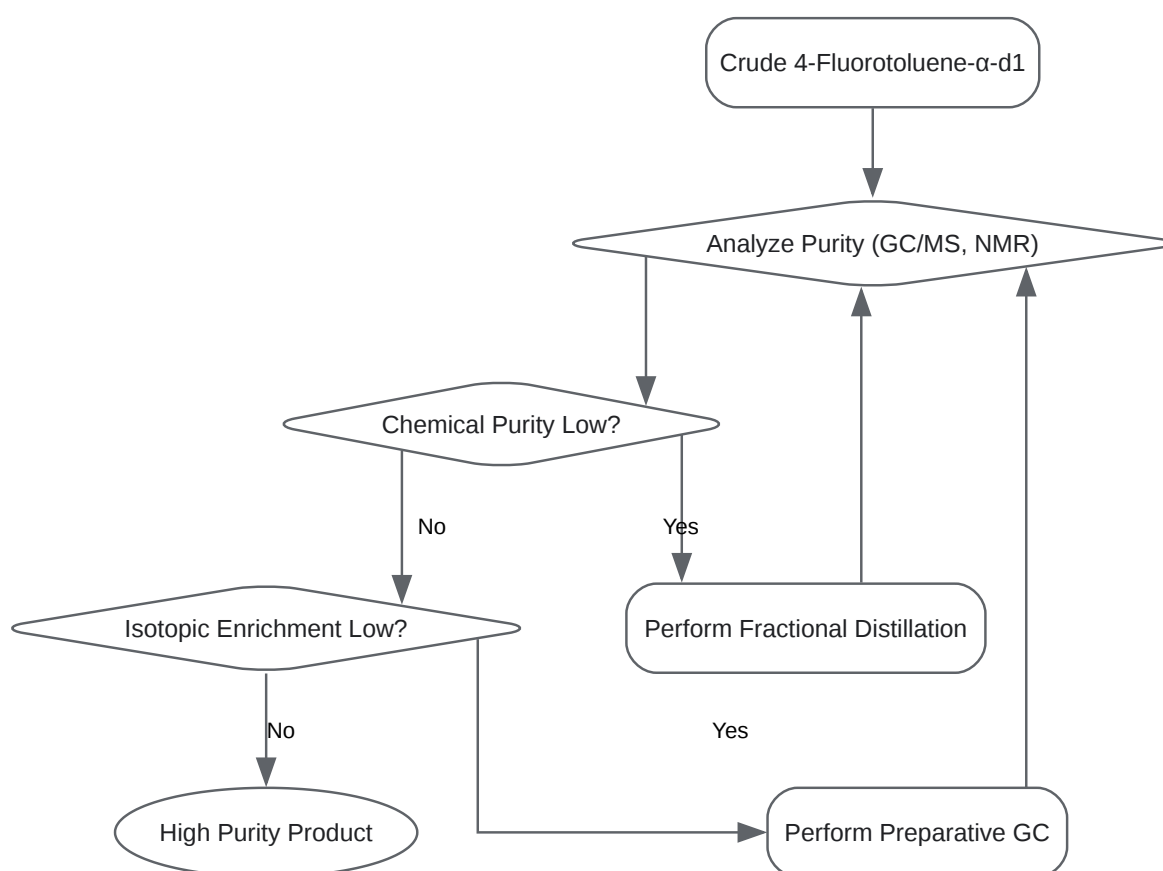 Crude 4-Fluorotoluene-α-d1
Analyze Purity (GC/MS, NMR)
Chemical Purity Low?
No
Yes
Isotopic Enrichment Low?
Perform Fractional Distillation
No
Yes
High Purity Product
Perform Preparative GC